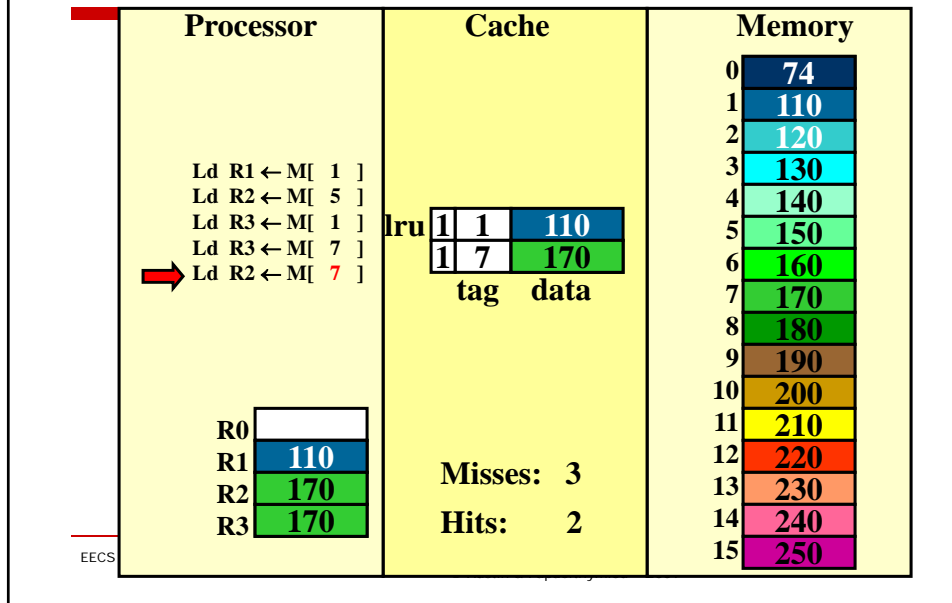 Processor
Cache
Memory
Ld R1 ← M[ 1 ]
Ld R2 ← M[ 5 ]
Ld R3 ← M[ 1 ]
Ld R3 ← M[ 7 ]
Ld R2 ← M[ 7 ]
lru 1 1 110
1 7 170
tag data
R0
R1 110
R2 170
R3 170
Misses: 3
Hits: 2
0 74
1 110
2 120
3 130
4 140
5 150
6 160
7 170
8 180
9 190
10 200
11 210
12 220
13 230
14 240
15 250
EECS